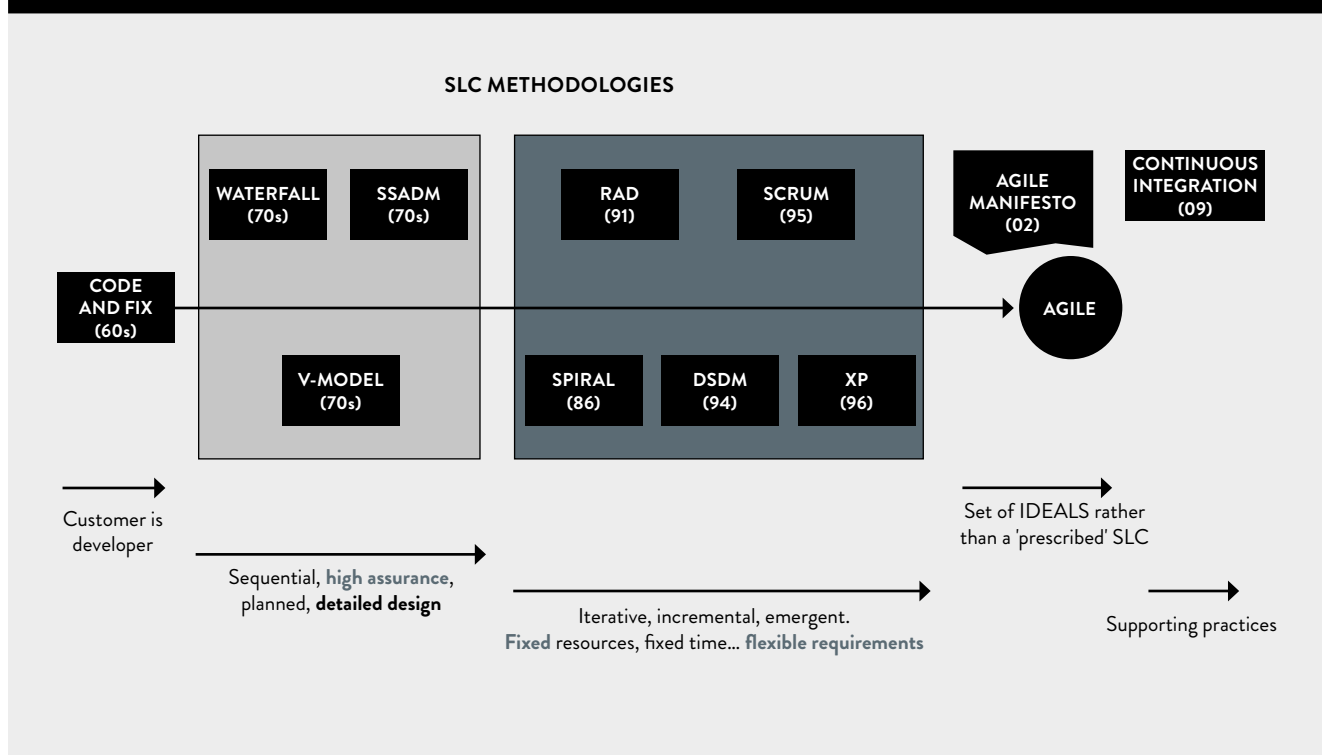 SLC METHODOLOGIES
CODE
AND FIX
(60s)
WATERFALL
(70s)
SSADM
(70s)
V-MODEL
(70s)
RAD
(91)
SCRUM
(95)
SPIRAL
(86)
DSDM
(94)
XP
(96)
AGILE
MANIFESTO
(02)
CONTINUOUS
INTEGRATION
(09)
AGILE
Customer is
developer
Sequential, high assurance,
planned, detailed design
Iterative, incremental, emergent.
Fixed resources, fixed time... flexible requirements
Set of IDEALS rather
than a 'prescribed' SLC
Supporting practices